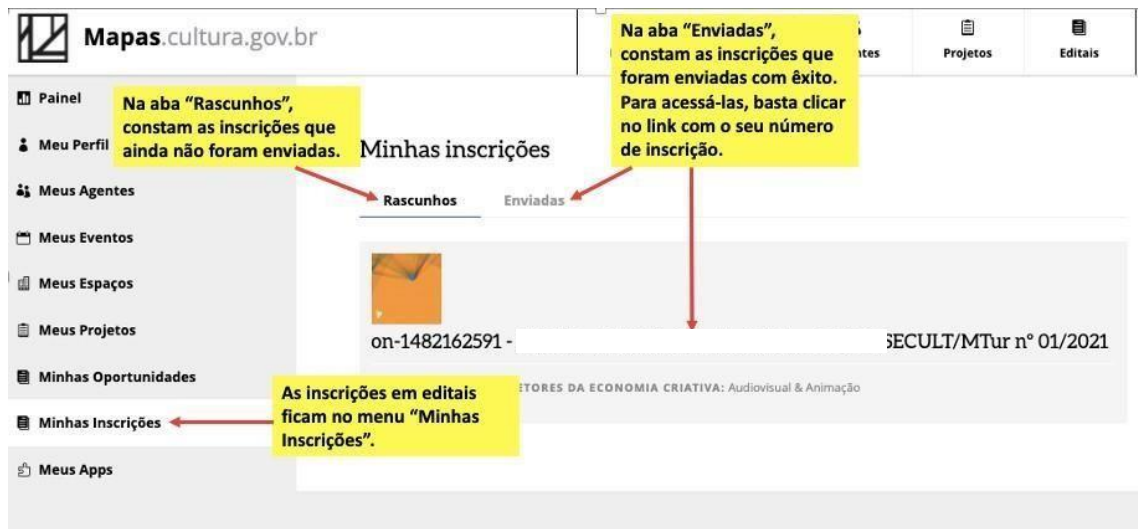 Mapas.cultura.gov.br
Projetos
Editais
Painel
Meu Perfil
Meus Agentes
Meus Eventos
Meus Espaços
Meus Projetos
Minhas Oportunidades
Minhas Inscrições
Meus Apps
Na aba “Rascunhos”,
constam as inscrições que
ainda não foram enviadas.
Na aba “Enviadas”,
constam as inscrições que
foram enviadas com êxito.
Para acessá-las, basta clicar
no link com o seu número
de inscrição.
Minhas inscrições
Rascunhos
Enviadas
on-1482162591 - SECULT/MTur nº 01/2021
ETORES DA ECONOMIA CRIATIVA: Audiovisual & Animação
As inscrições em editais
ficam no menu “Minhas
Inscrições”.